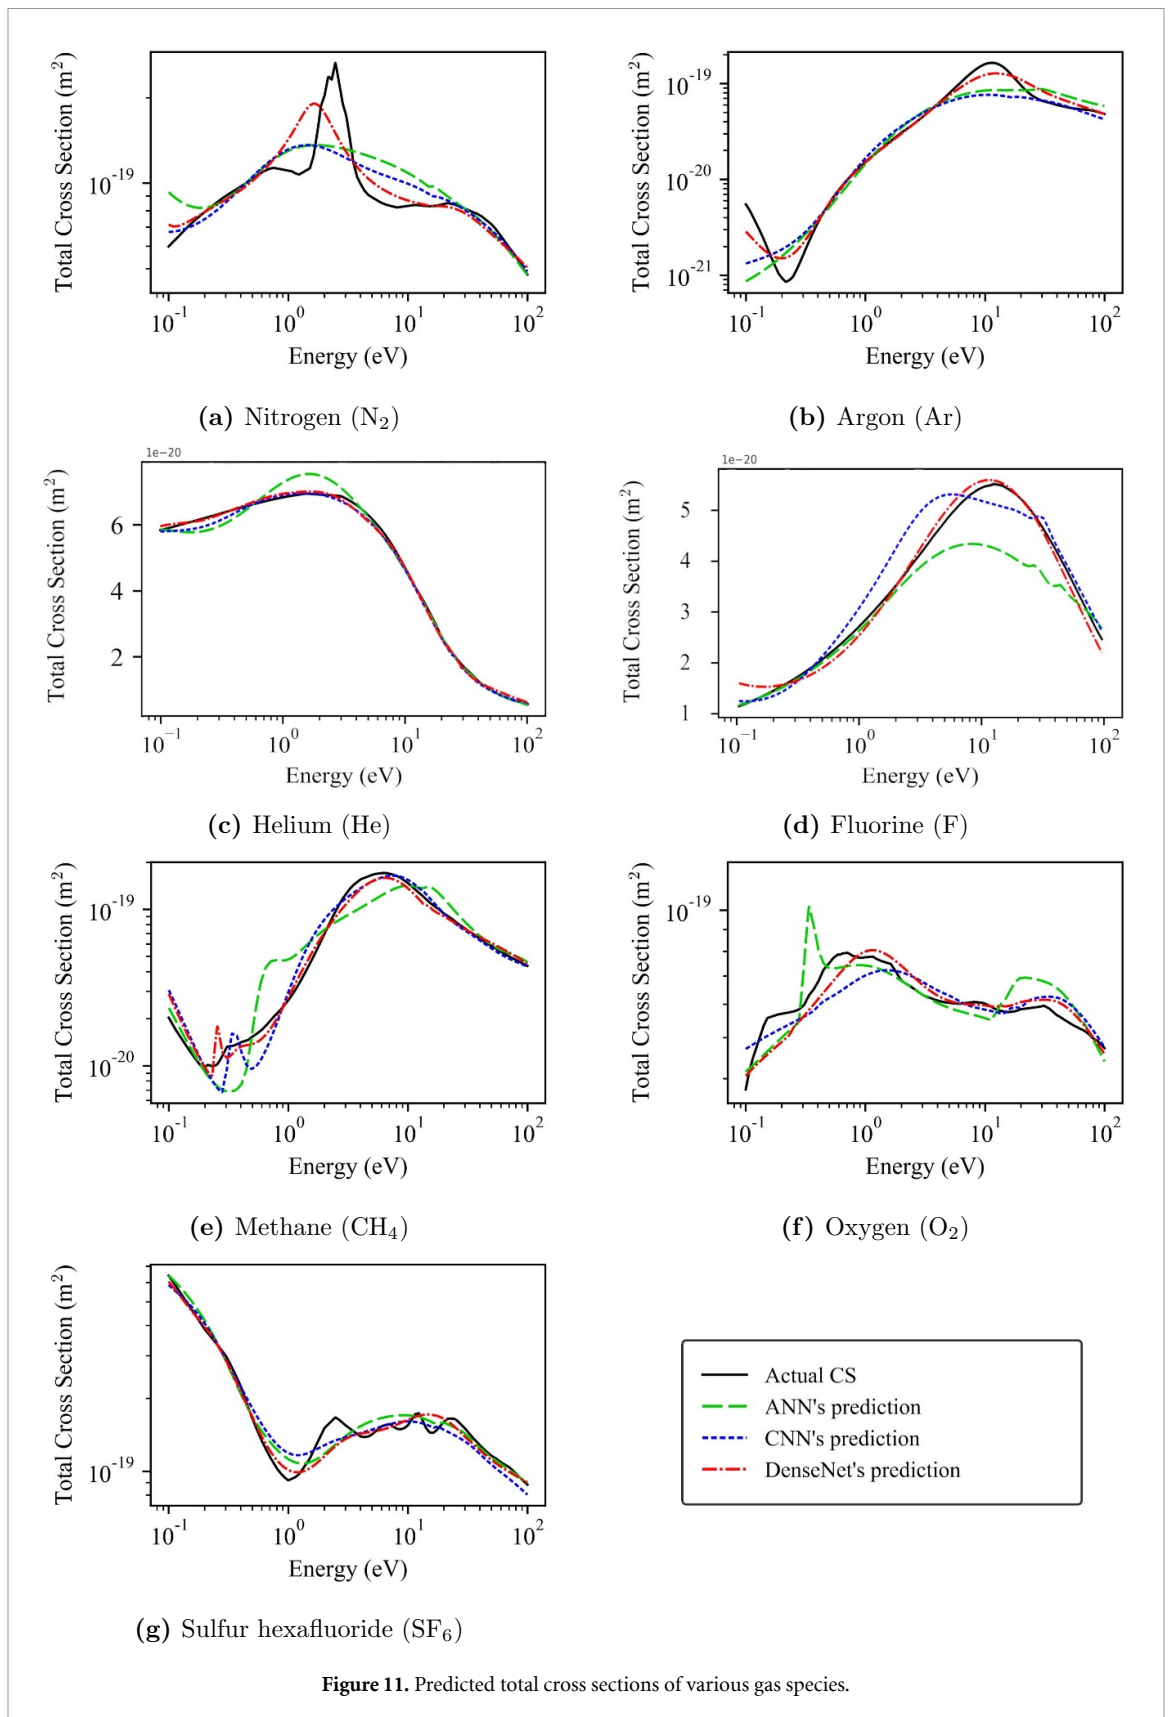 Total Cross Section (m²)
10⁻¹⁹
10⁻¹ 10⁰ 10¹ 10²
Energy (eV)
(a) Nitrogen (N₂)
Total Cross Section (m²)
10⁻¹⁹
10⁻²⁰
10⁻²¹
10⁻¹ 10⁰ 10¹ 10²
Energy (eV)
(b) Argon (Ar)
1e−20
Total Cross Section (m²)
6
4
2
10⁻¹ 10⁰ 10¹ 10²
Energy (eV)
(c) Helium (He)
1e−20
Total Cross Section (m²)
5
4
3
2
1
10⁻¹ 10⁰ 10¹ 10²
Energy (eV)
(d) Fluorine (F)
Total Cross Section (m²)
10⁻¹⁹
10⁻²⁰
10⁻¹ 10⁰ 10¹ 10²
Energy (eV)
(e) Methane (CH₄)
Total Cross Section (m²)
10⁻¹⁹
10⁻¹ 10⁰ 10¹ 10²
Energy (eV)
(f) Oxygen (O₂)
Total Cross Section (m²)
10⁻¹⁹
10⁻¹ 10⁰ 10¹ 10²
Energy (eV)
(g) Sulfur hexafluoride (SF₆)
Actual CS
ANN's prediction
CNN's prediction
DenseNet's prediction
Figure 11. Predicted total cross sections of various gas species.